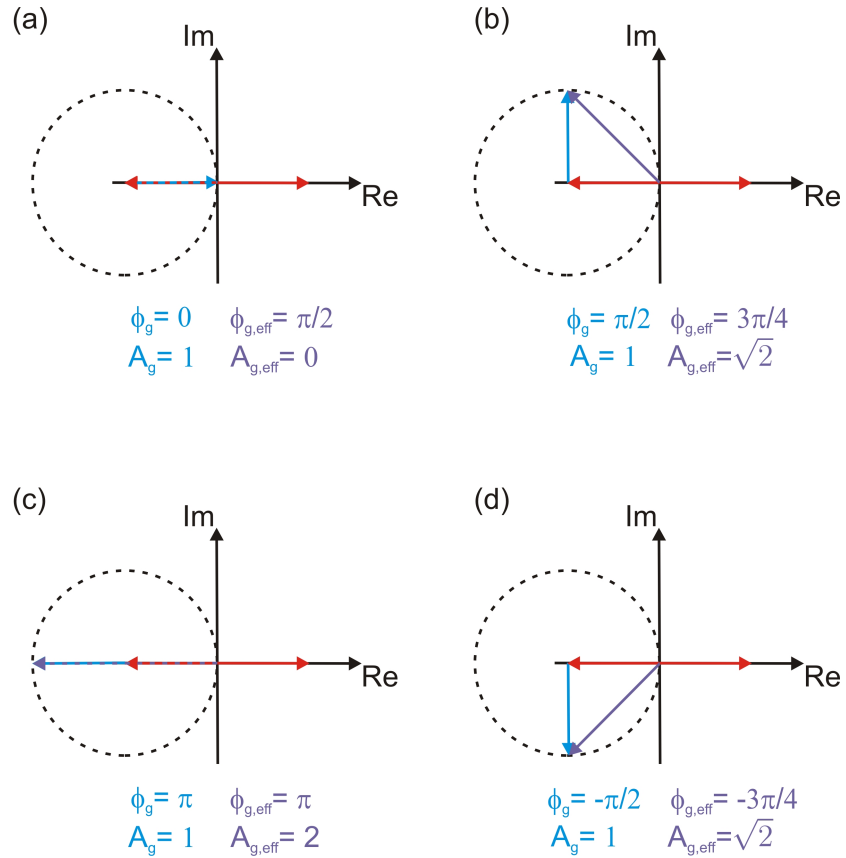 (a)
Im
Re
ϕg= 0 ϕg,eff= π/2
Ag= 1 Ag,eff= 0
(b)
Im
Re
ϕg= π/2 ϕg,eff= 3π/4
Ag= 1 Ag,eff=√2
(c)
Im
Re
ϕg= π ϕg,eff= π
Ag= 1 Ag,eff= 2
(d)
Im
Re
ϕg= -π/2 ϕg,eff= -3π/4
Ag= 1 Ag,eff=√2